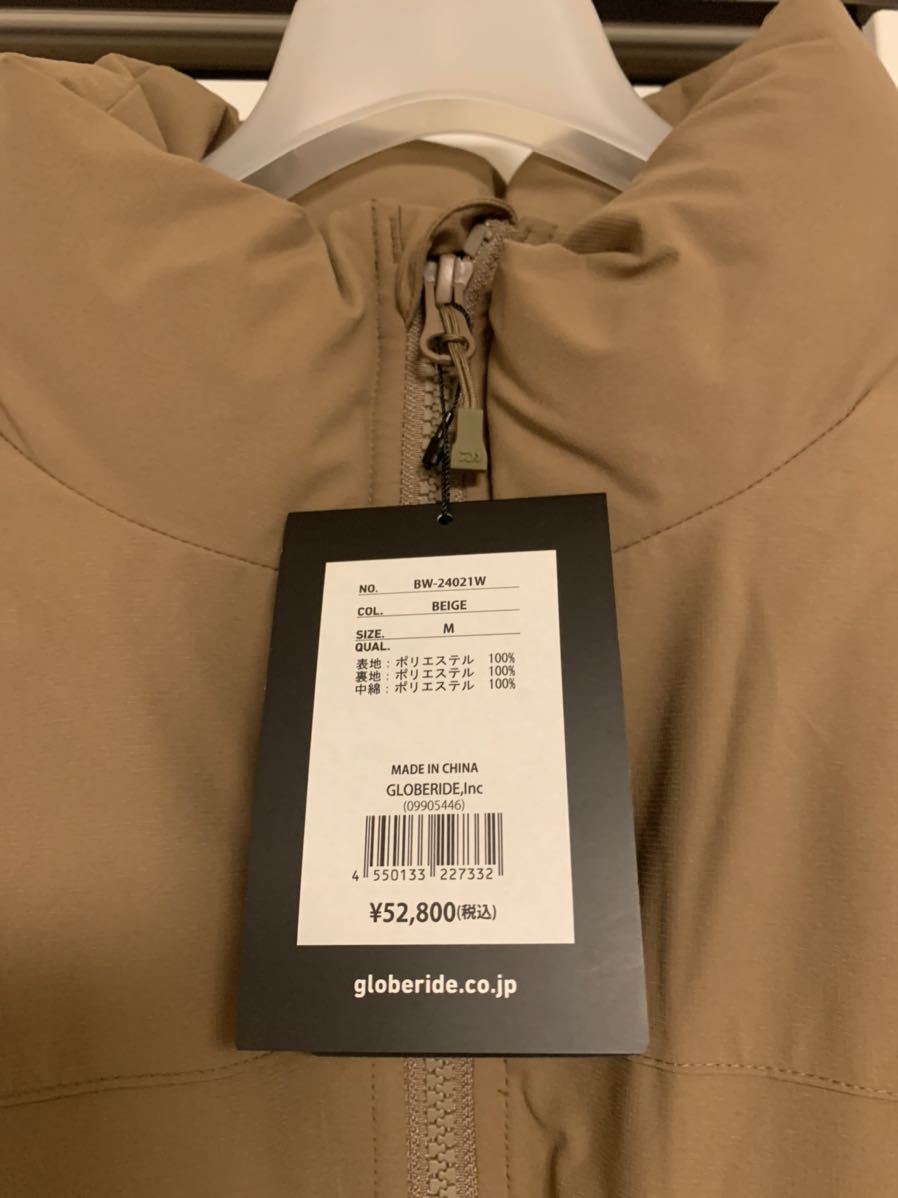 NO. BW-24021W
COL. BEIGE
SIZE. M
QUAL.
表地：ポリエステル 100%
裏地：ポリエステル 100%
中綿：ポリエステル 100%
MADE IN CHINA
GLOBERIDE,Inc
(09905446)
4 550133 227332
¥52,800(税込)
globeride.co.jp